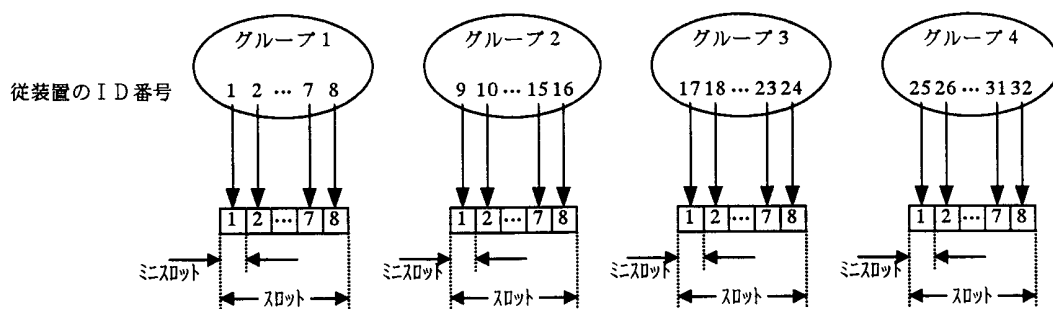 グループ1 グループ2 グループ3 グループ4
従装置のID番号 1 2 … 7 8 9 10 … 15 16 17 18 … 23 24 25 26 … 31 32
1 2 … 7 8 1 2 … 7 8 1 2 … 7 8 1 2 … 7 8
ミニスロット ミニスロット ミニスロット ミニスロット
スロット スロット スロット スロット